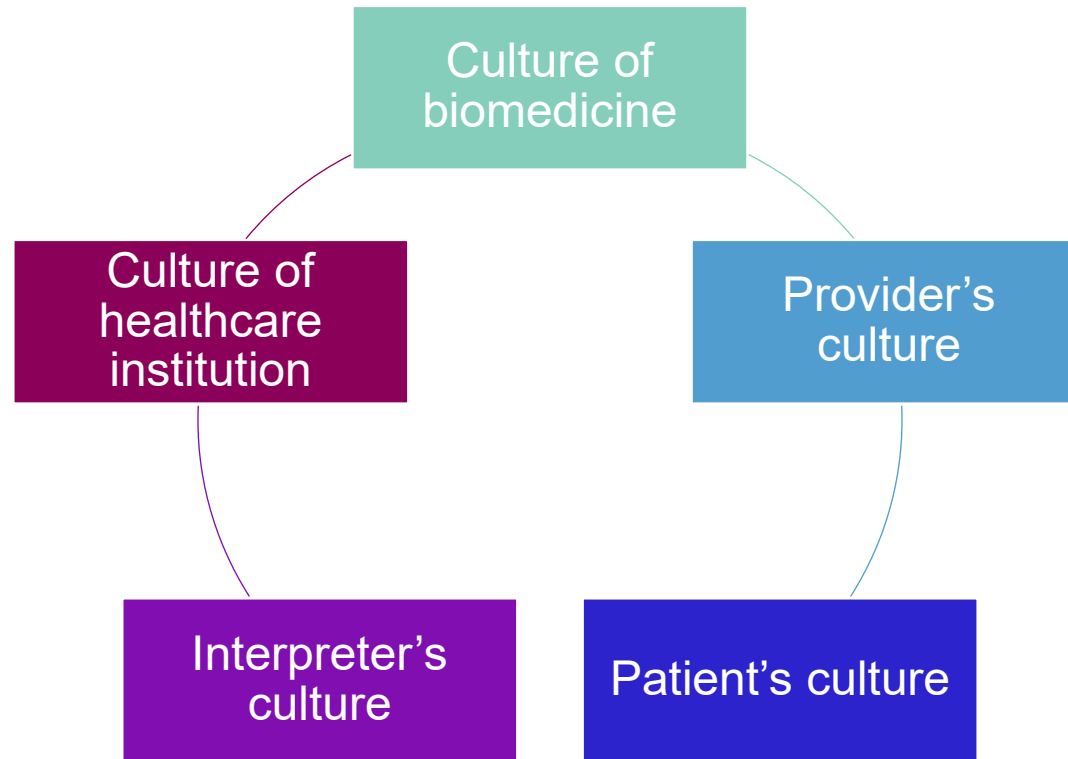 Culture of
biomedicine
Culture of
healthcare
institution
Provider’s
culture
Interpreter’s
culture
Patient’s culture